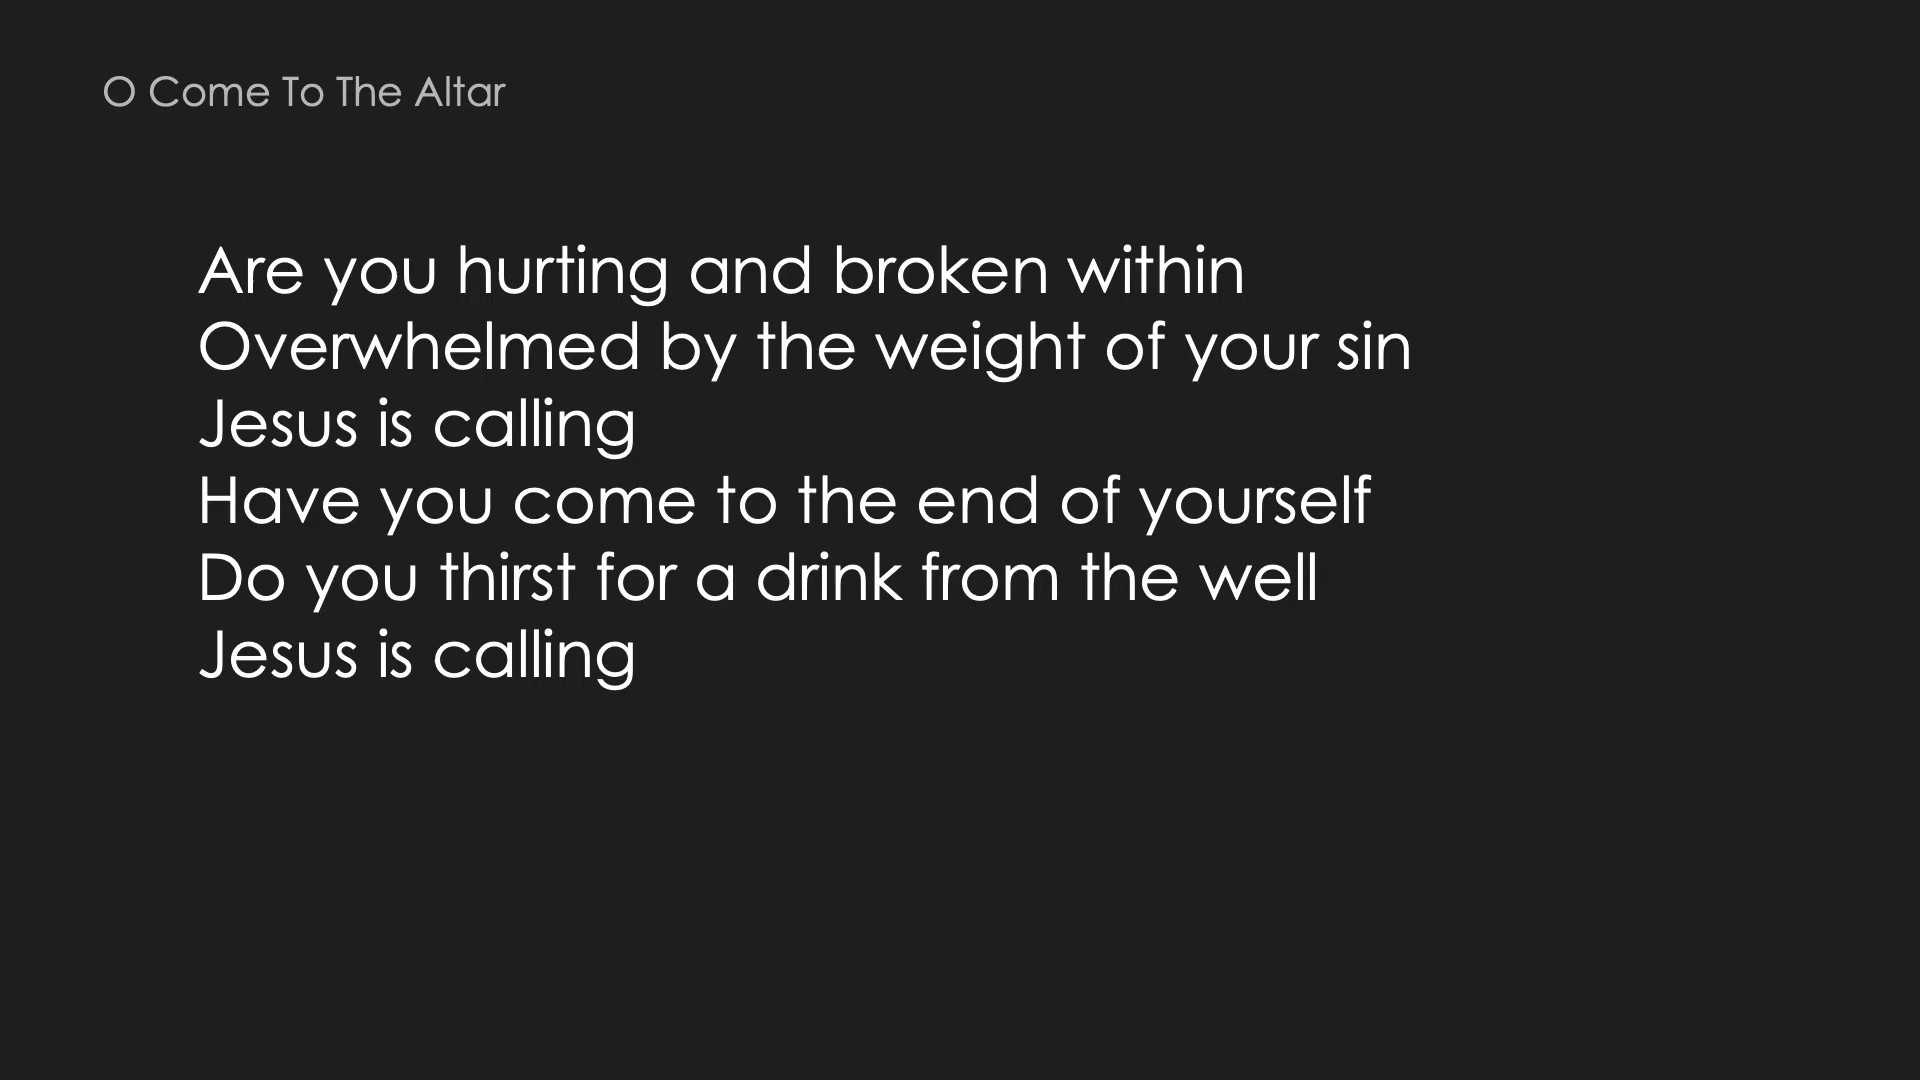 O Come To The Altar
Are you hurting and broken within
Overwhelmed by the weight of your sin
Jesus is calling
Have you come to the end of yourself
Do you thirst for a drink from the well
Jesus is calling